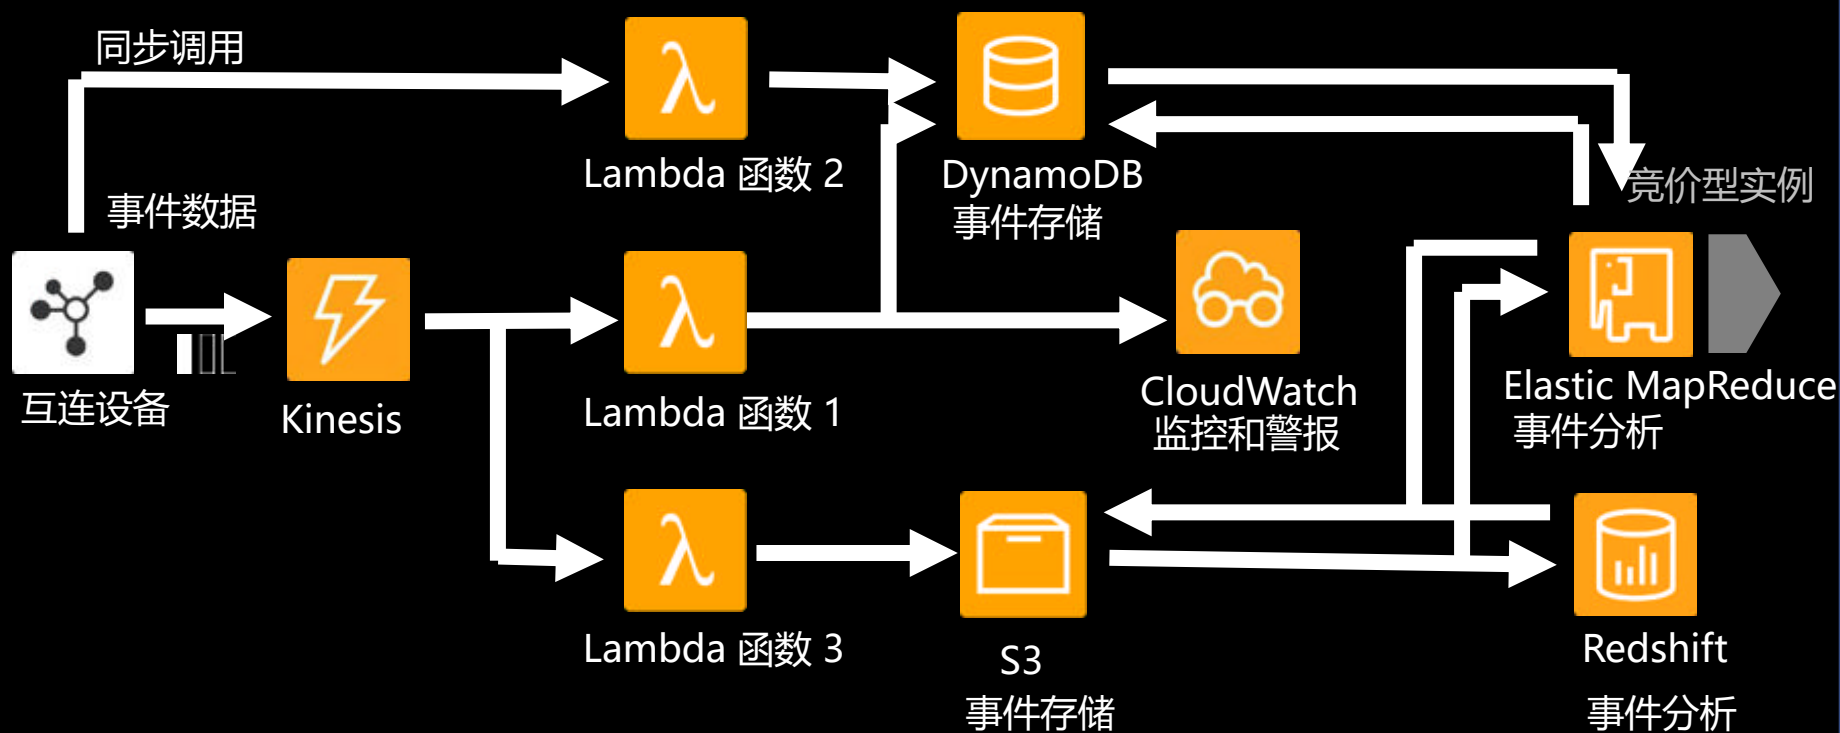 同步调用
Lambda 函数 2
DynamoDB
事件存储
竞价型实例
事件数据
互连设备
Kinesis
Lambda 函数 1
CloudWatch
监控和警报
Elastic MapReduce
事件分析
Lambda 函数 3
S3
事件存储
Redshift
事件分析